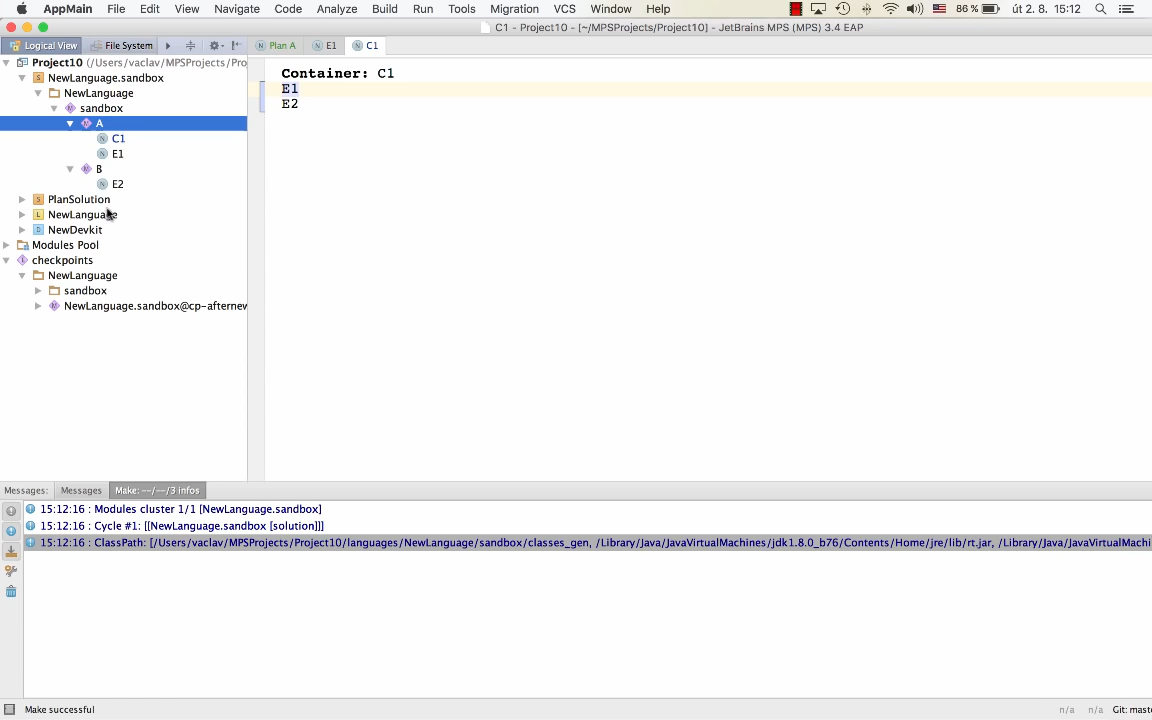 AppMain File Edit View Navigate Code Analyze Build Run Tools Migration VCS Window Help 86 % út 2. 8. 15:12
C1 - Project10 - [~/MPSProjects/Project10] - JetBrains MPS (MPS) 3.4 EAP
Logical View File System Plan A E1 C1
Project10 (/Users/vaclav/MPSProjects/Pro
NewLanguage.sandbox
NewLanguage
sandbox
A
C1
E1
B
E2
PlanSolution
NewLanguage
NewDevkit
Modules Pool
checkpoints
NewLanguage
sandbox
NewLanguage.sandbox@cp-afternew
Container: C1
E1
E2
Messages: Messages Make: --/--/3 infos
15:12:16 : Modules cluster 1/1 [NewLanguage.sandbox]
15:12:16 : Cycle #1: [[NewLanguage.sandbox [solution]]]
15:12:16 : ClassPath: [/Users/vaclav/MPSProjects/Project10/languages/NewLanguage/sandbox/classes_gen, /Library/Java/JavaVirtualMachines/jdk1.8.0_b76/Contents/Home/jre/lib/rt.jar, /Library/Java/JavaVirtualMachi
Make successful n/a n/a Git: maste